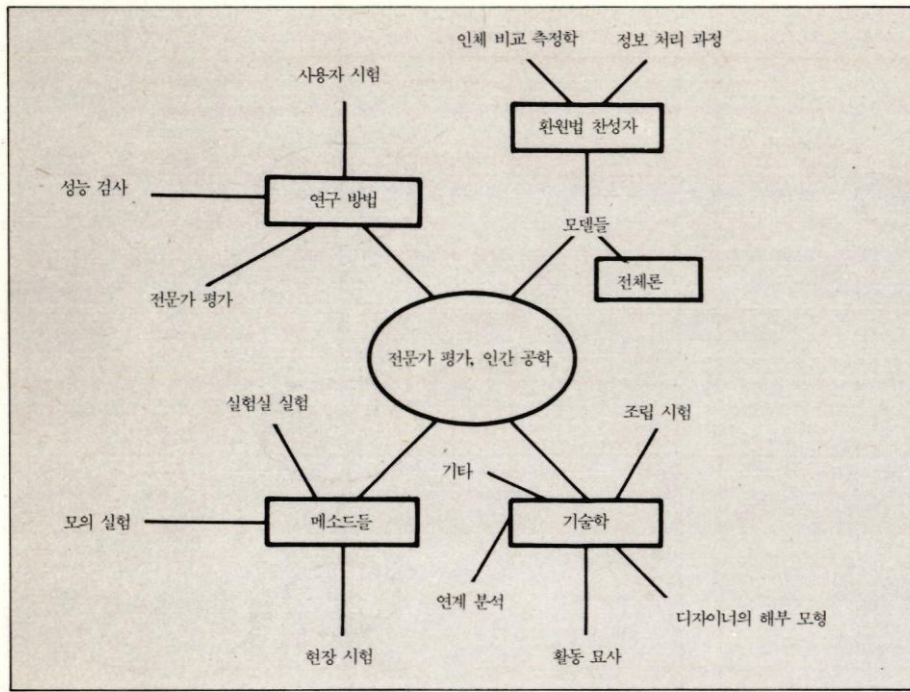 인체 비교 측정학
정보 처리 과정
사용자 시험
환원법 찬성자
성능 검사
연구 방법
모델들
전체론
전문가 평가
전문가 평가, 인간 공학
실험실 실험
조립 시험
기타
모의 실험
메소드들
기술학
연계 분석
디자이너의 해부 모형
현장 시험
활동 묘사